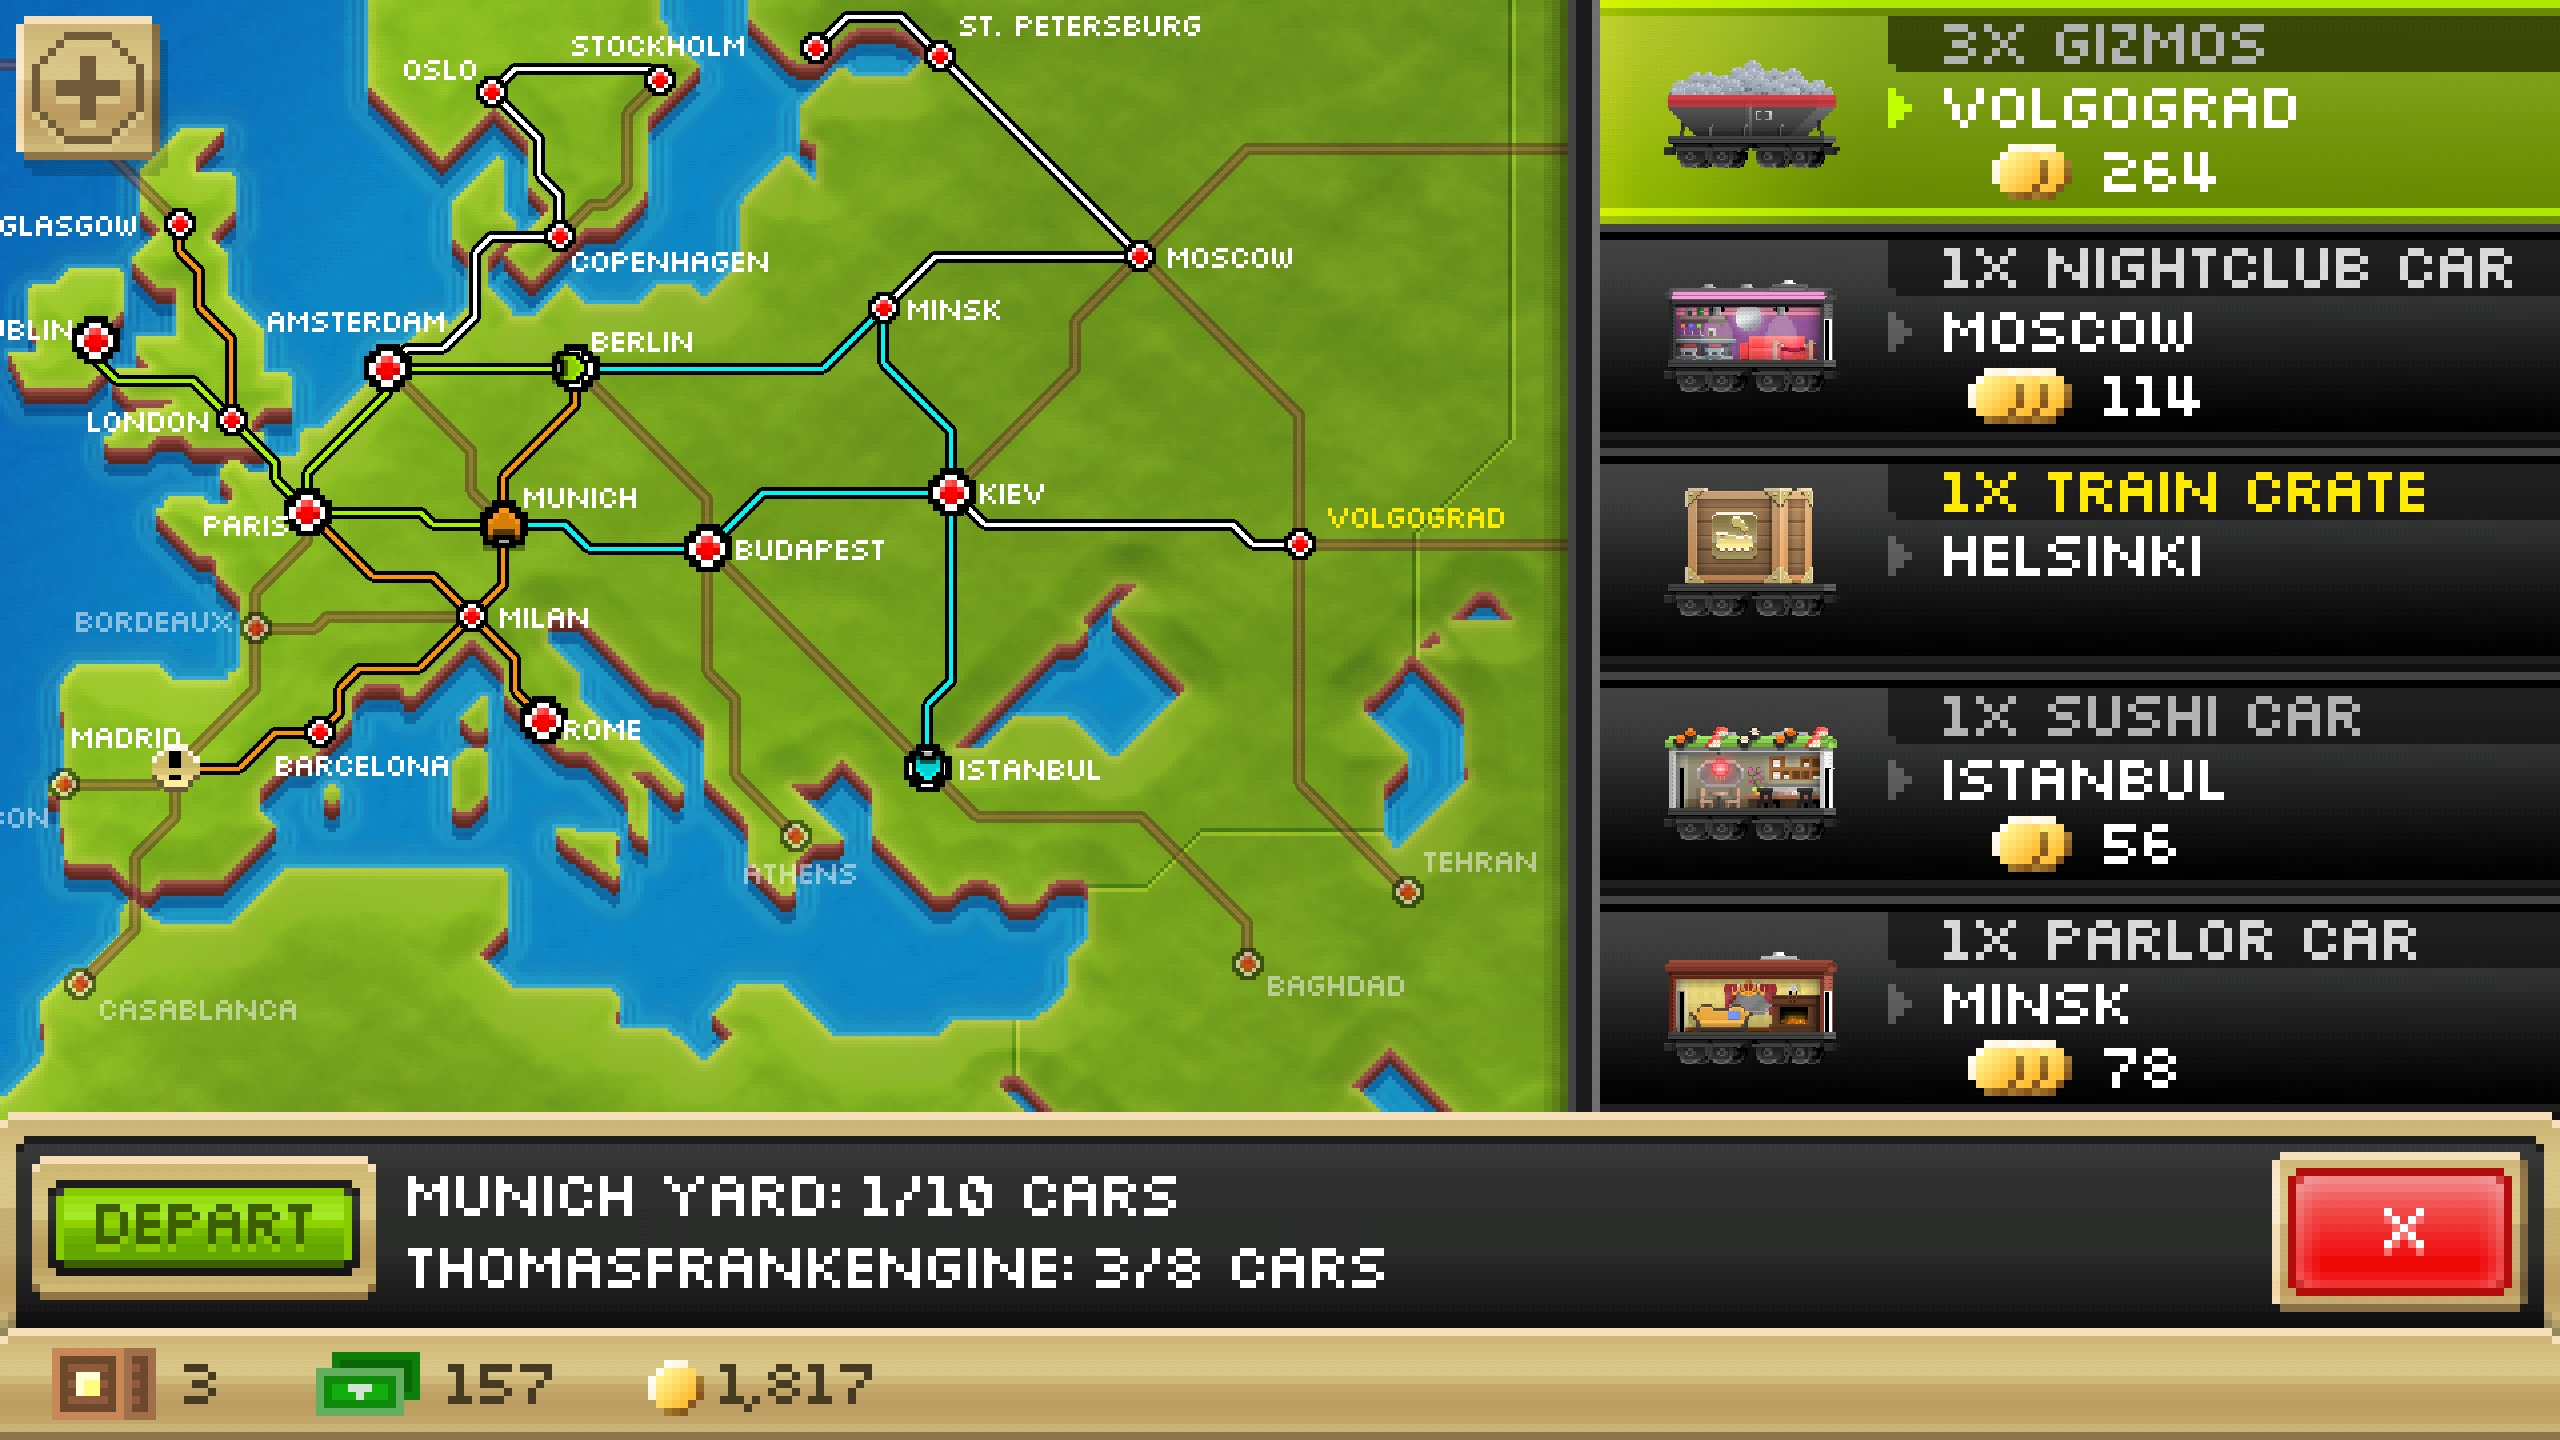 ST. PETERSBURG
STOCKHOLM
OSLO
GLASGOW
COPENHAGEN
MOSCOW
MINSK
AMSTERDAM
BLIN
BERLIN
LONDON
MUNICH
KIEV
PARIS
VOLGOGRAD
BUDAPEST
BORDEAUX
MILAN
MADRID
ROME
BARCELONA
ISTANBUL
ON
ATHENS
TEHRAN
BAGHDAD
CASABLANCA
3X GIZMOS
VOLGOGRAD
264
1X NIGHTCLUB CAR
MOSCOW
114
1X TRAIN CRATE
HELSINKI
1X SUSHI CAR
ISTANBUL
56
1X PARLOR CAR
MINSK
78
DEPART
MUNICH YARD: 1/10 CARS
THOMASFRANKENGINE: 3/8 CARS
X
3
157
1,817